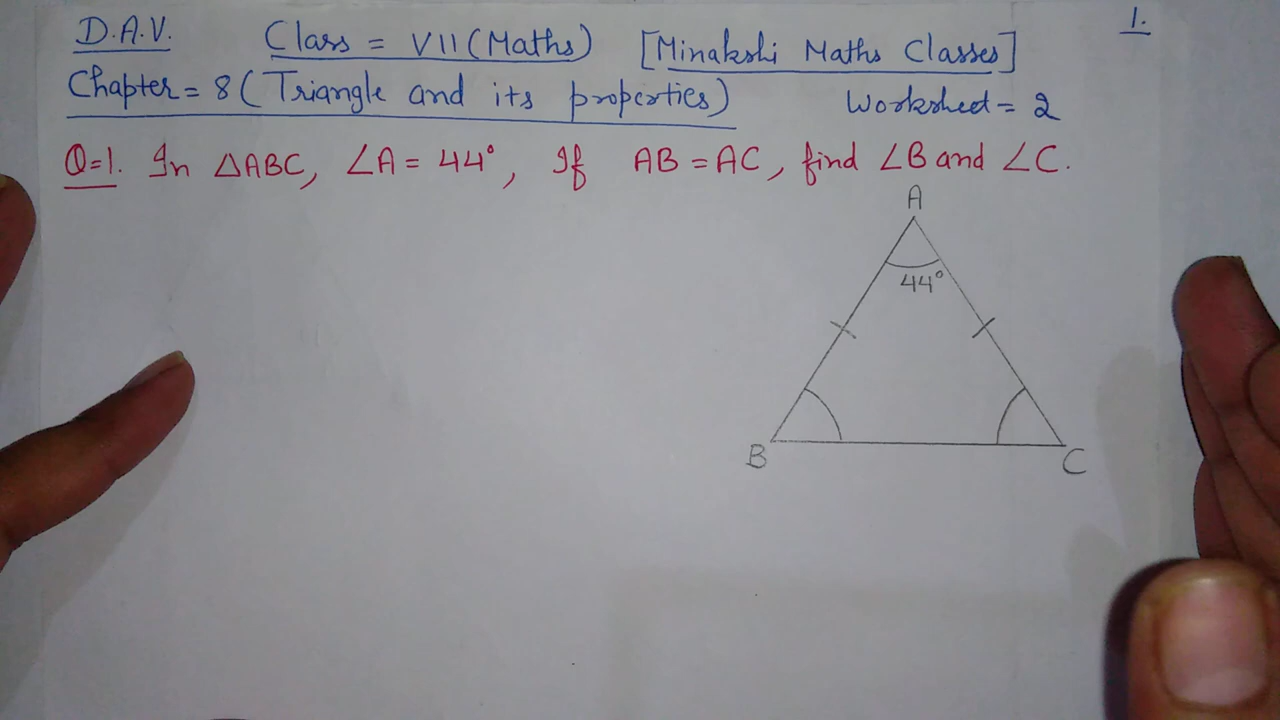 D.A.V. Class = VII (Maths) [Minakshi Maths Classes] 1.
Chapter = 8 (Triangle and its properties) Worksheet = 2
Q=1. In ΔABC, ∠A = 44°, If AB = AC, find ∠B and ∠C.
A
44°
B C